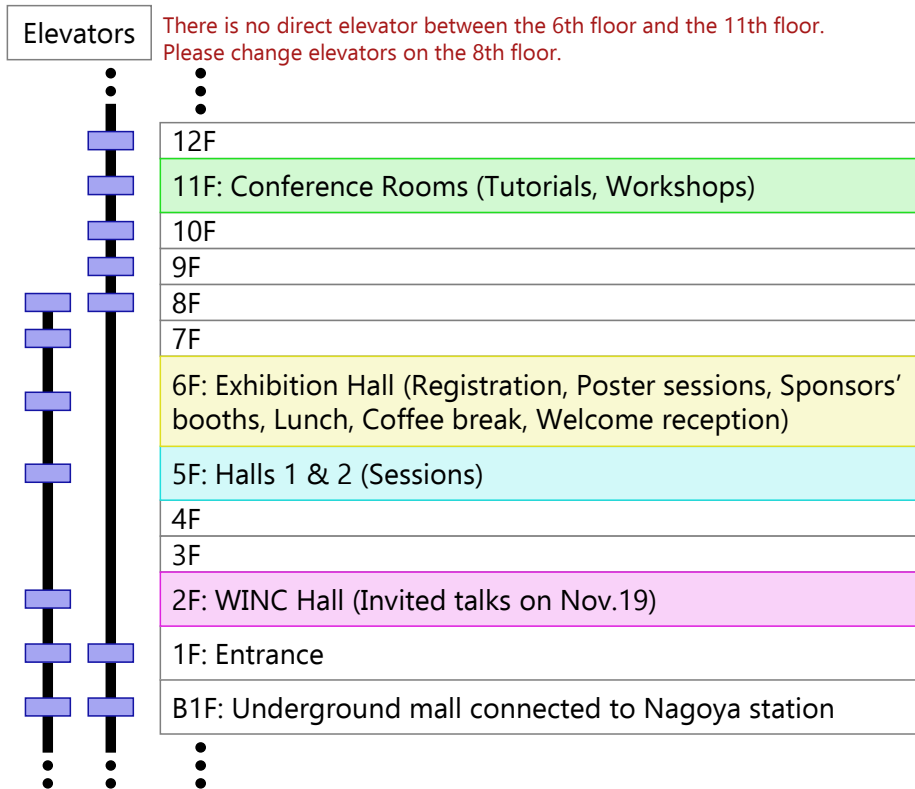 Elevators
There is no direct elevator between the 6th floor and the 11th floor.
Please change elevators on the 8th floor.
12F
11F: Conference Rooms (Tutorials, Workshops)
10F
9F
8F
7F
6F: Exhibition Hall (Registration, Poster sessions, Sponsors’
booths, Lunch, Coffee break, Welcome reception)
5F: Halls 1 & 2 (Sessions)
4F
3F
2F: WINC Hall (Invited talks on Nov.19)
1F: Entrance
B1F: Underground mall connected to Nagoya station